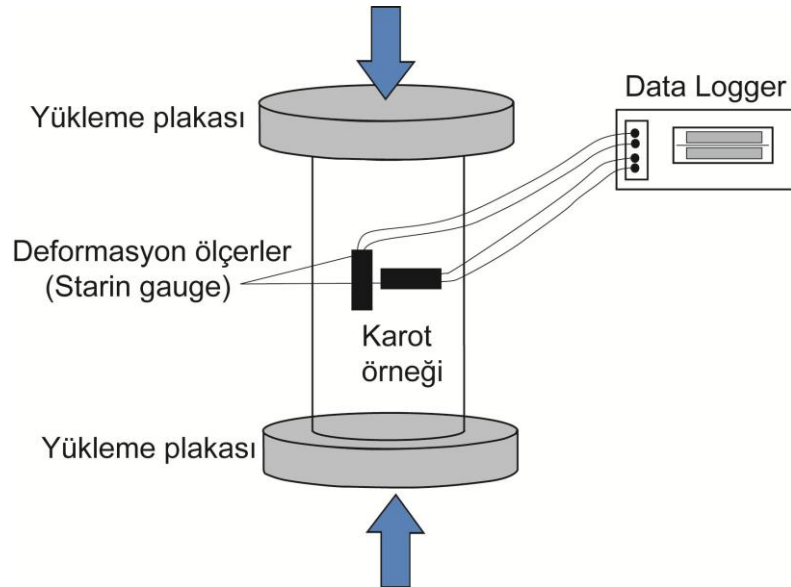 Data Logger
Yükleme plakası
Deformasyon ölçerler
(Starin gauge)
Karot
örneği
Yükleme plakası